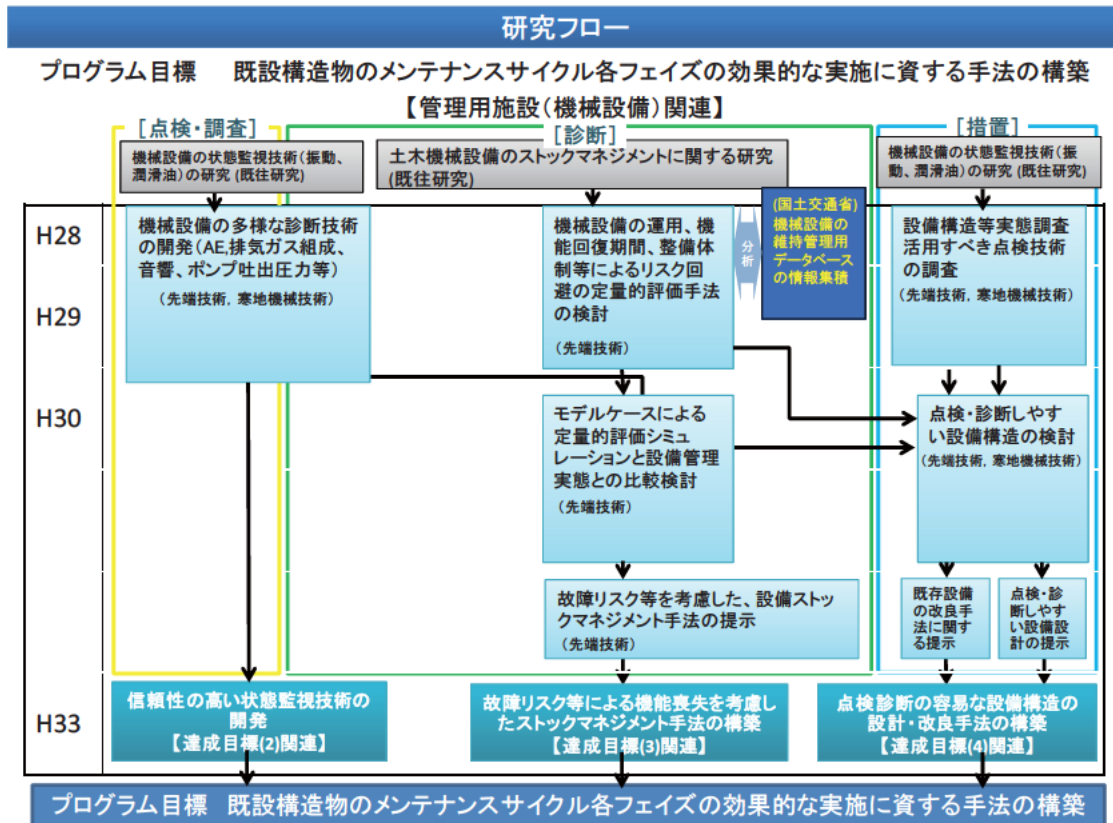 研究フロー
プログラム目標　既設構造物のメンテナンスサイクル各フェイズの効果的な実施に資する手法の構築
【管理用施設(機械設備)関連】
[点検・調査]
機械設備の状態監視技術(振動、
潤滑油)の研究 (既往研究)
[診断]
土木機械設備のストックマネジメントに関する研究
(既往研究)
[措置]
機械設備の状態監視技術(振
動、潤滑油)の研究 (既往研究)
H28
H29
H30
H33
機械設備の多様な診断技術
の開発(AE,排気ガス組成、
音響、ポンプ吐出圧力等)
(先端技術, 寒地機械技術)
機械設備の運用、機
能回復期間、整備体
制等によるリスク回
避の定量的評価手法
の検討
(先端技術)
分析
(国土交通省)
機械設備の
維持管理用
データベース
の情報集積
設備構造等実態調査
活用すべき点検技術
の調査
(先端技術, 寒地機械技術)
モデルケースによる
定量的評価シミュ
レーションと設備管理
実態との比較検討
(先端技術)
点検・診断しやす
い設備構造の検討
(先端技術, 寒地機械技術)
故障リスク等を考慮した、設備ストッ
クマネジメント手法の提示
(先端技術)
既存設備
の改良手
法に関す
る提示
点検・診
断しやす
い設備設
計の提示
信頼性の高い状態監視技術の
開発
【達成目標(2)関連】
故障リスク等による機能喪失を考慮し
たストックマネジメント手法の構築
【達成目標(3)関連】
点検診断の容易な設備構造の
設計・改良手法の構築
【達成目標(4)関連】
プログラム目標　既設構造物のメンテナンスサイクル各フェイズの効果的な実施に資する手法の構築